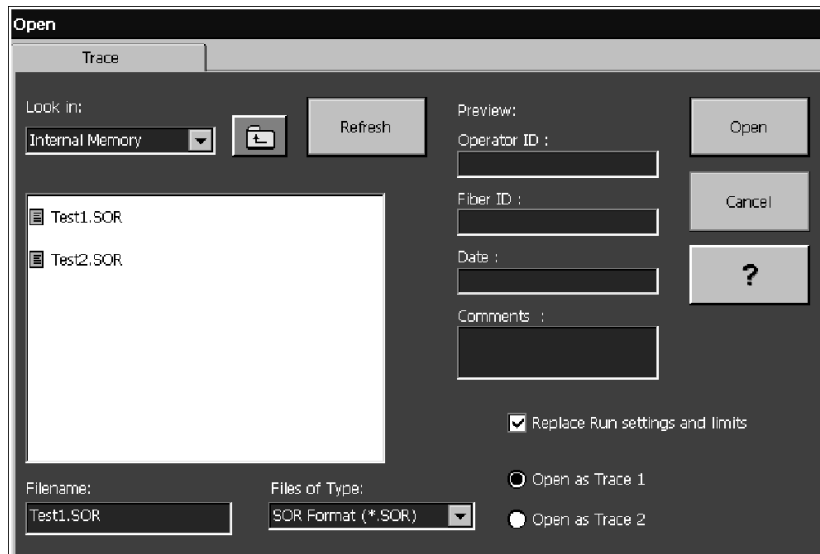 Open
Trace
Look in:
Internal Memory
Refresh
Test1.SOR
Test2.SOR
Filename:
Test1.SOR
Files of Type:
SOR Format (*.SOR)
Preview:
Operator ID :
Fiber ID :
Date :
Comments :
Replace Run settings and limits
Open as Trace 1
Open as Trace 2
Open
Cancel
?